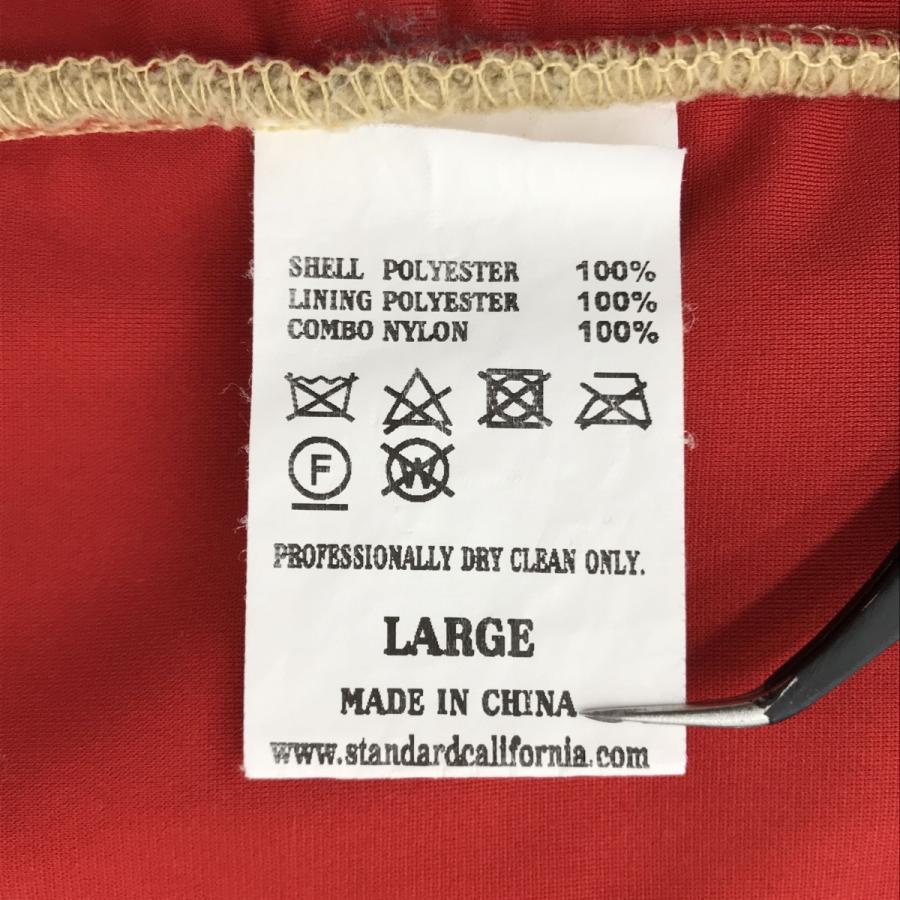 SHELL POLYESTER 100%
LINING POLYESTER 100%
COMBO NYLON 100%
F W
PROFESSIONALLY DRY CLEAN ONLY.
LARGE
MADE IN CHINA
www.standardcalifornia.com